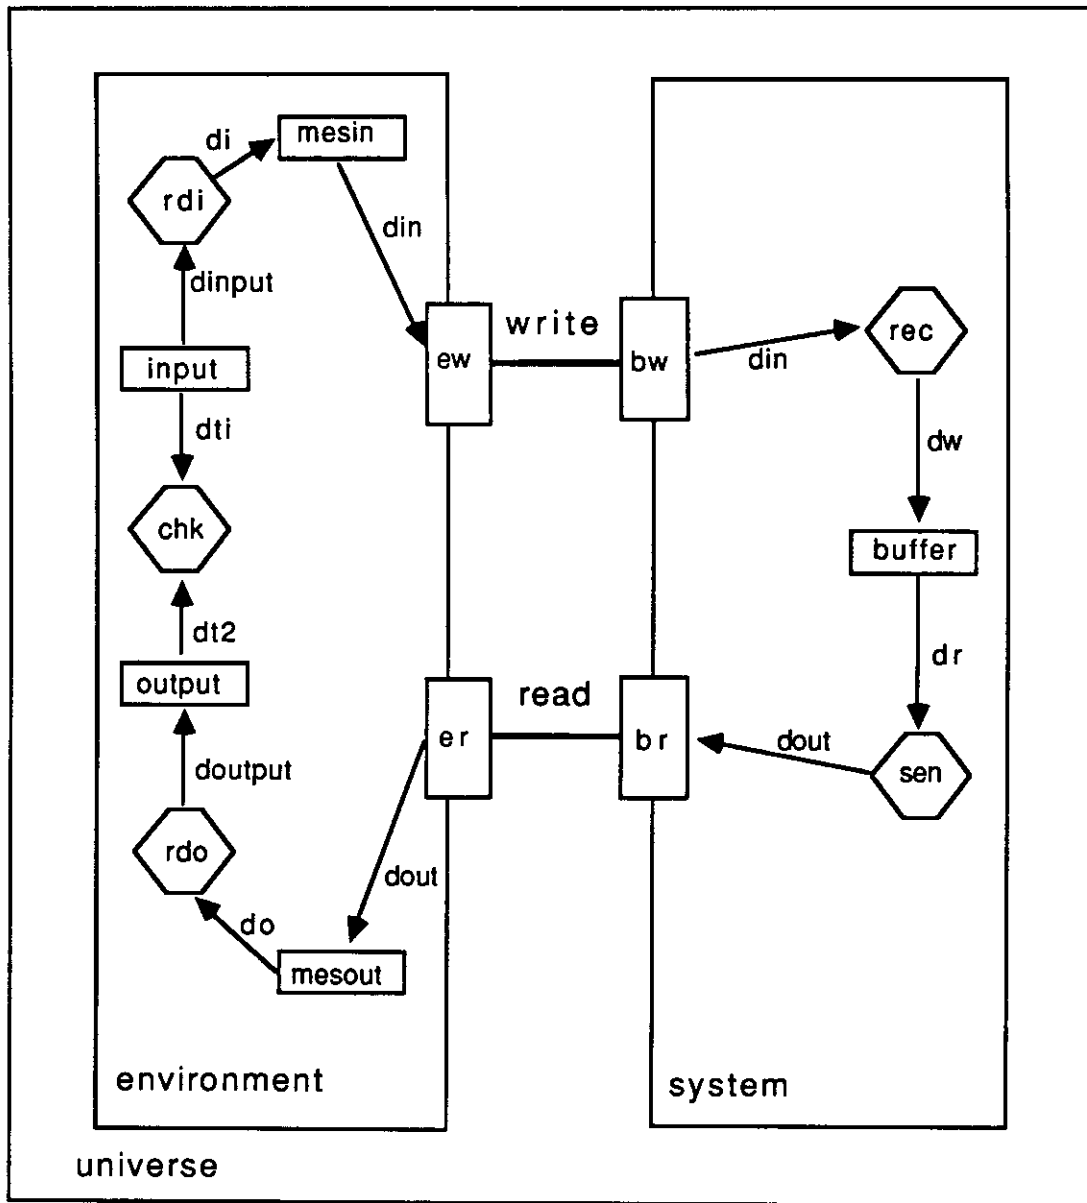 di
mesin
rdi
din
dinput
write
rec
ew
bw
din
input
dti
dw
chk
buffer
dt2
dr
output
read
er
br
dout
sen
doutput
rdo
dout
do
mesout
environment
system
universe